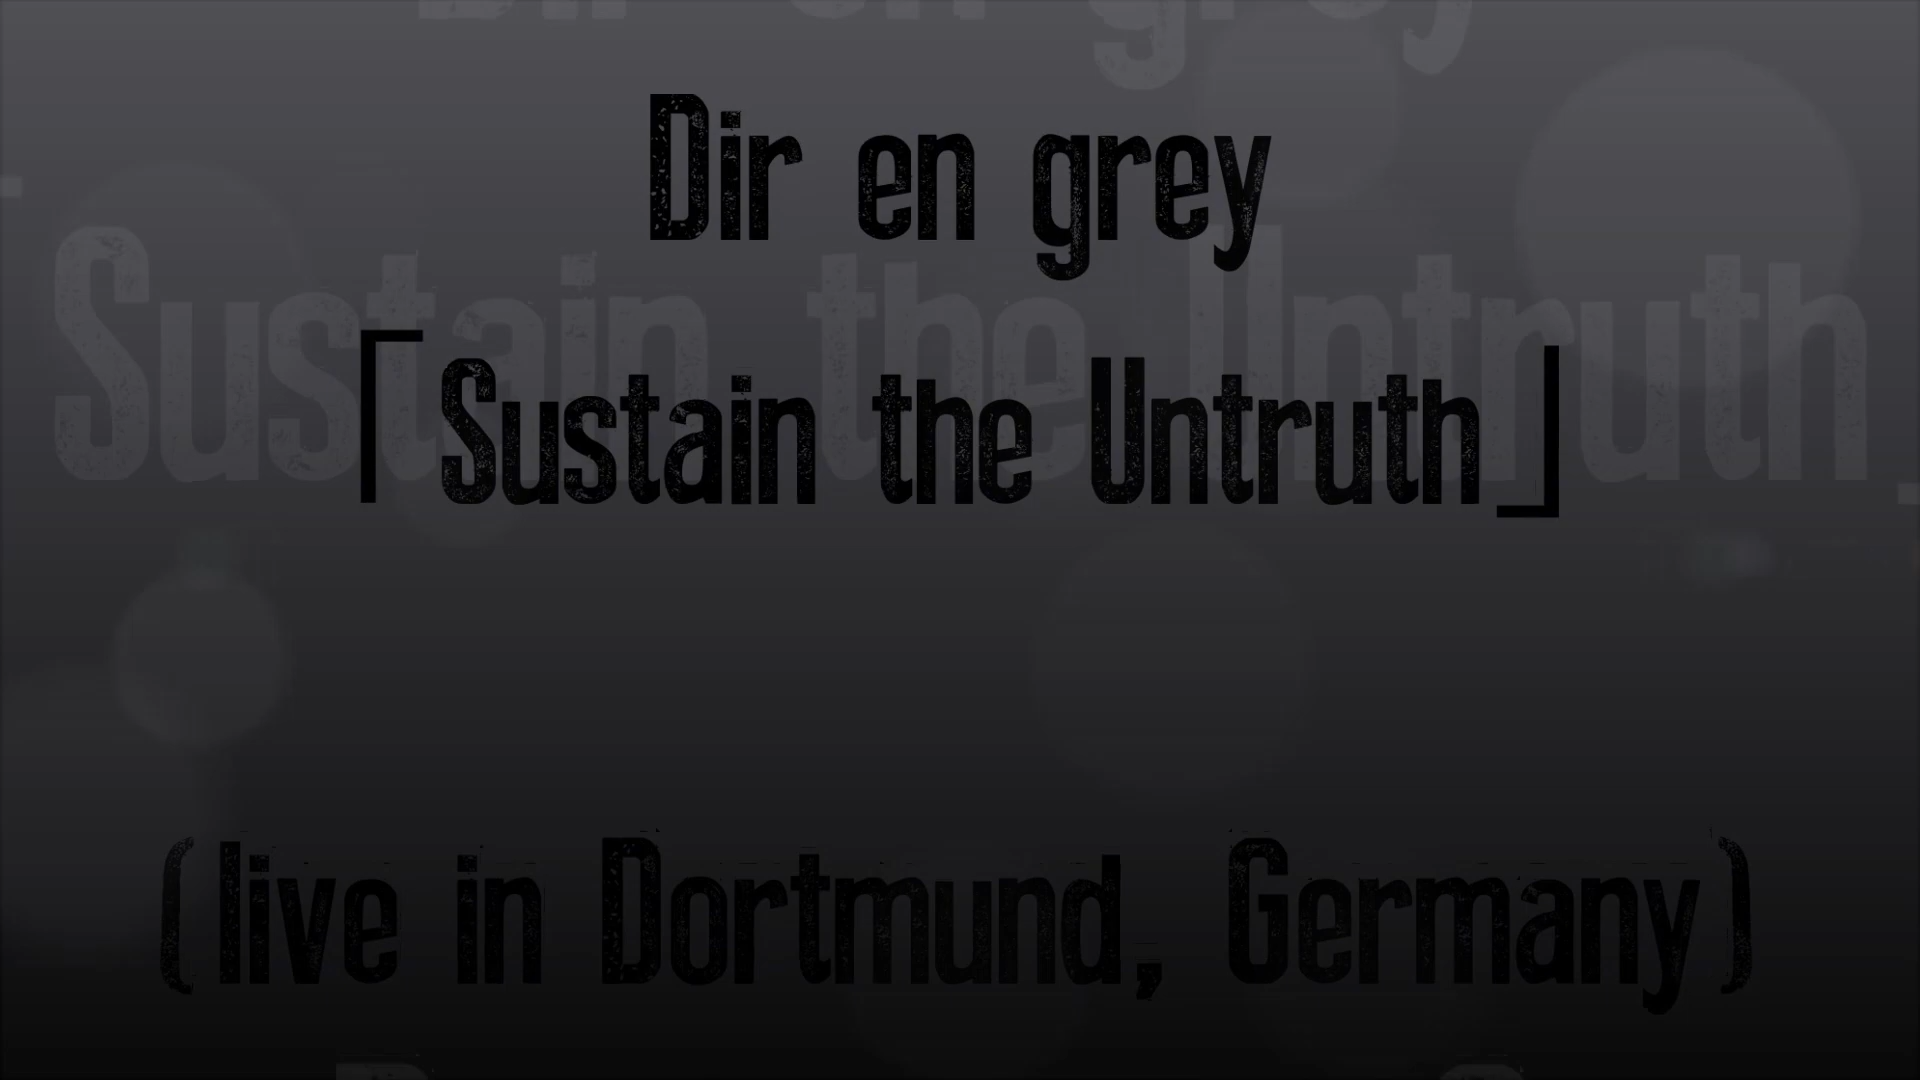 Dir en grey
「Sustain the Untruth」
(live in Dortmund, Germany)